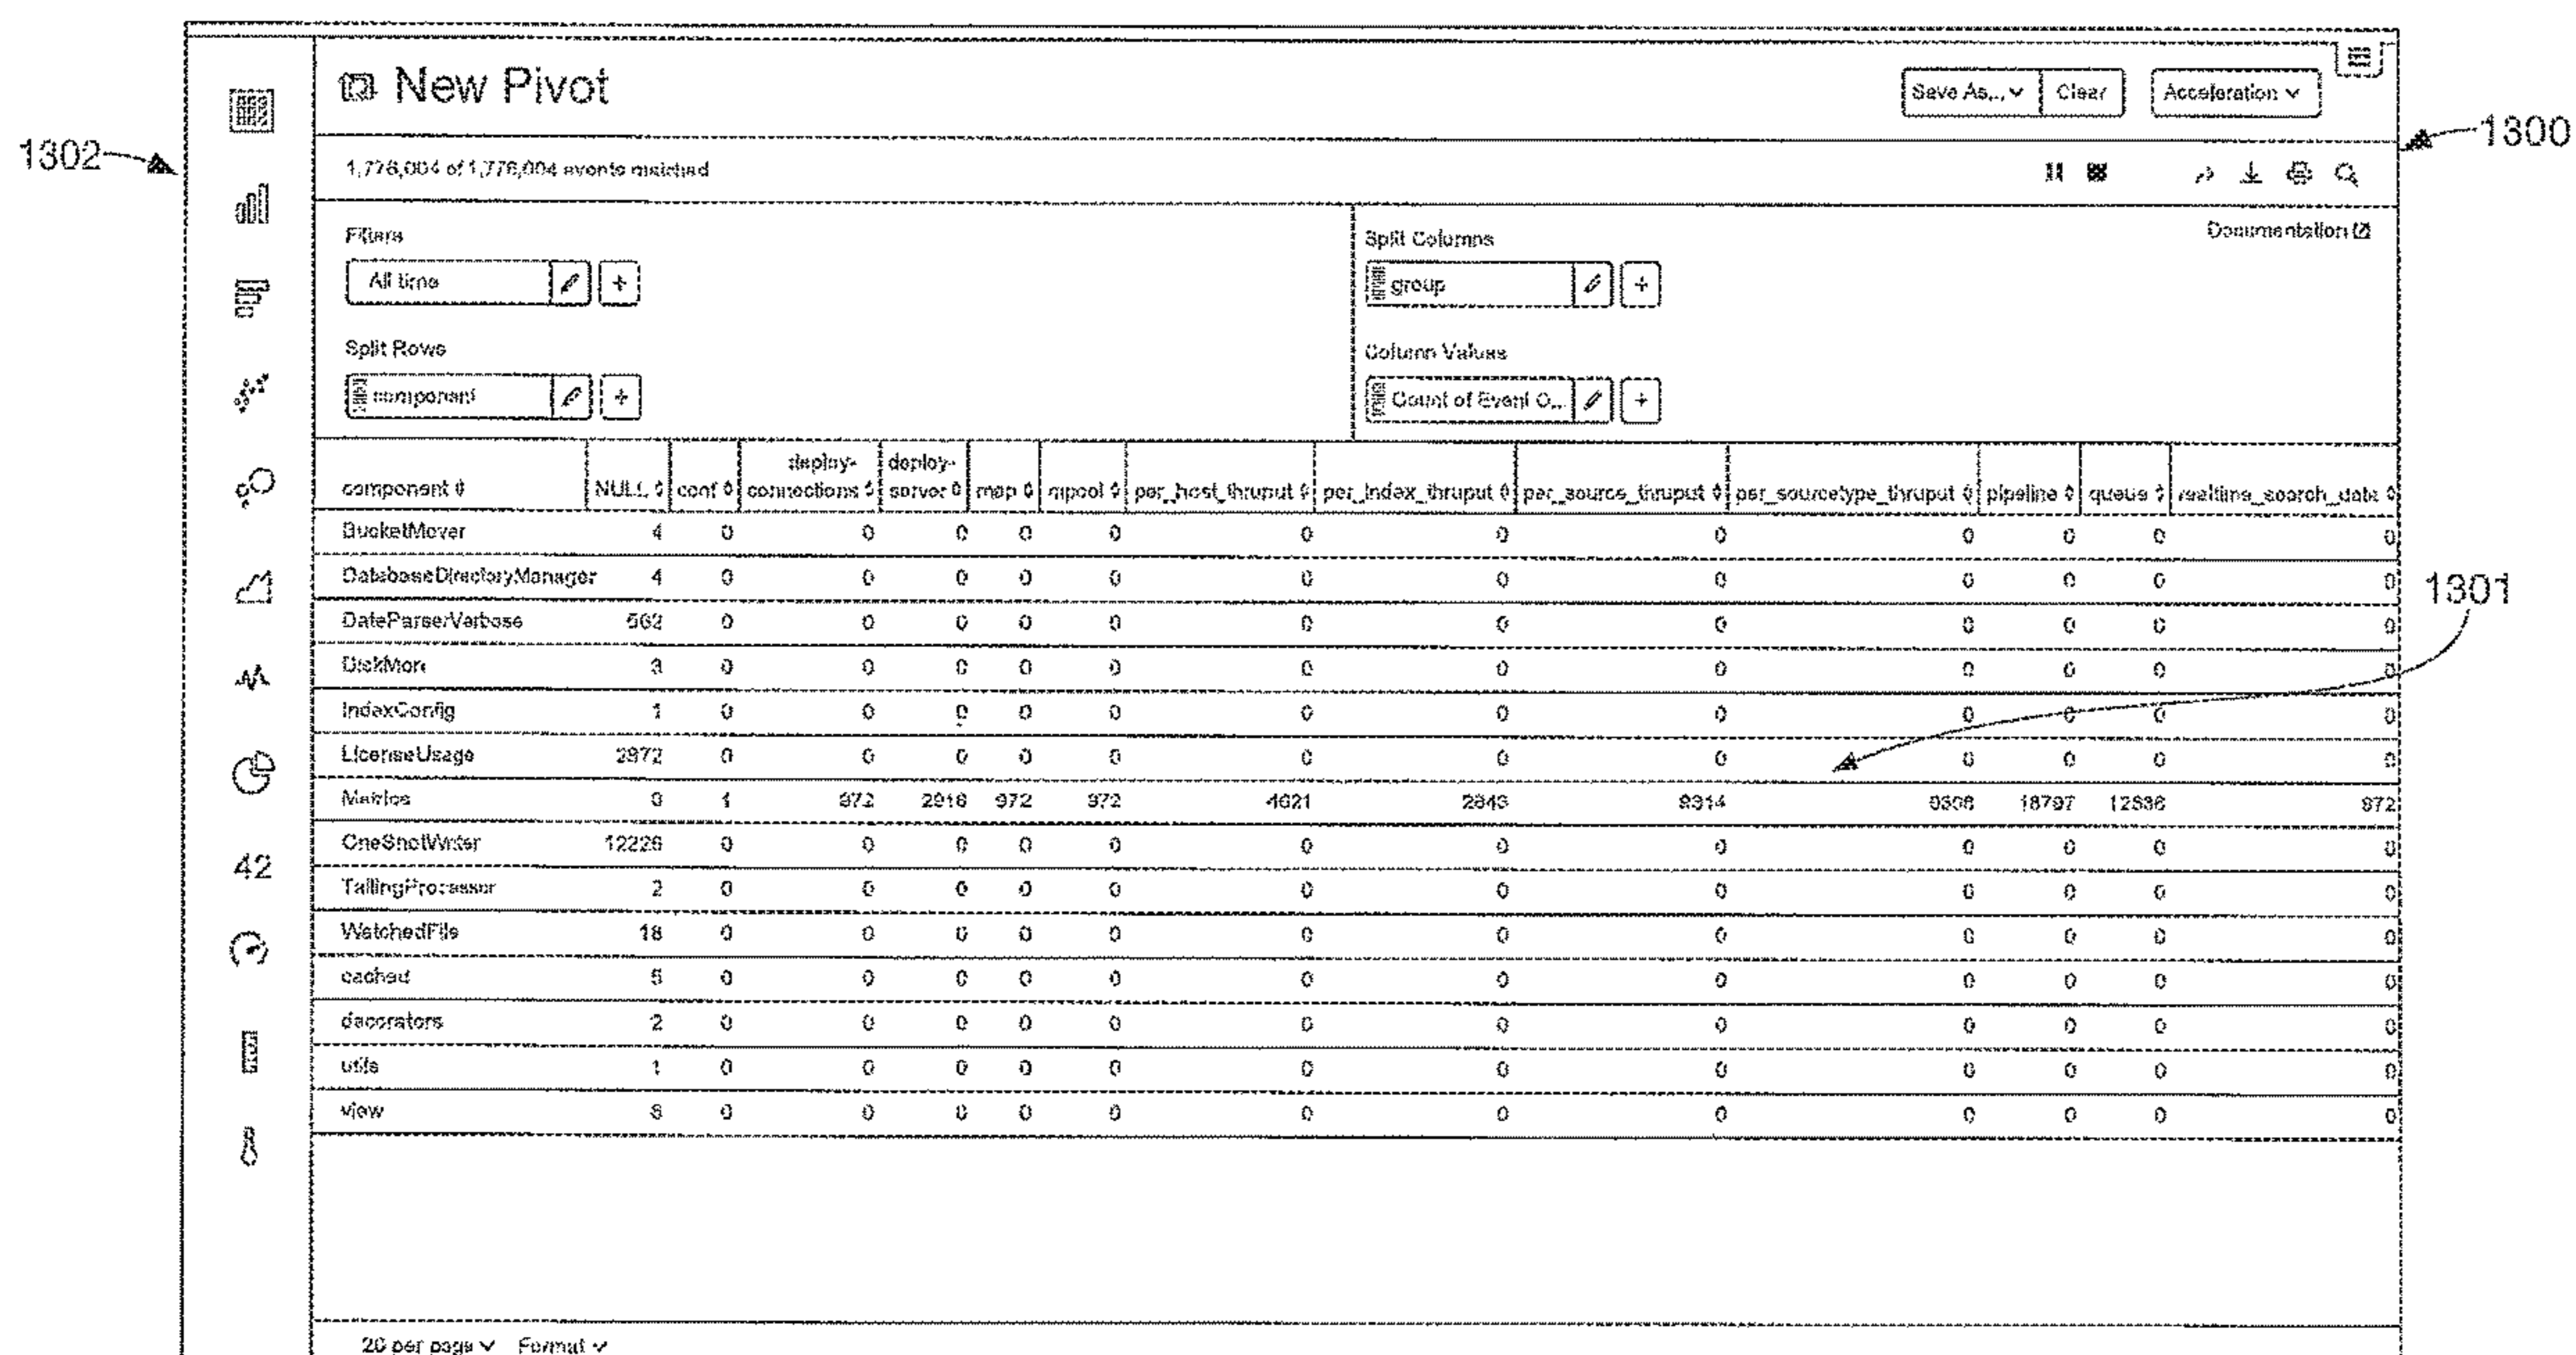 New Pivot
Save As... Clear Acceleration
1302
1300
1,776,004 of 1,776,004 events matched
Documentation
Filters
All time
Split Columns
group
Split Rows
component
Column Values
Count of Event O...
component NULL conf deploy-connections deploy-server map mpool per_host_thruput per_index_thruput per_source_thruput per_sourcetype_thruput pipeline queue realtime_search_data
BucketMover 4 0 0 0 0 0 0 0 0 0 0 0 0
DatabaseDirectoryManager 4 0 0 0 0 0 0 0 0 0 0 0 0
1301
DateParserVerbose 562 0 0 0 0 0 0 0 0 0 0 0 0
DiskMon 3 0 0 0 0 0 0 0 0 0 0 0 0
IndexConfig 1 0 0 0 0 0 0 0 0 0 0 0 0
LicenseUsage 2972 0 0 0 0 0 0 0 0 0 0 0 0
Metrics 0 1 972 2916 972 972 4621 2843 9314 18797 12636 972
OneShotWriter 12226 0 0 0 0 0 0 0 0 0 0 0 0
TailingProcessor 2 0 0 0 0 0 0 0 0 0 0 0 0
WatchedFile 18 0 0 0 0 0 0 0 0 0 0 0 0
cached 5 0 0 0 0 0 0 0 0 0 0 0 0
decorators 2 0 0 0 0 0 0 0 0 0 0 0 0
utils 1 0 0 0 0 0 0 0 0 0 0 0 0
view 8 0 0 0 0 0 0 0 0 0 0 0 0
42
20 per page Format